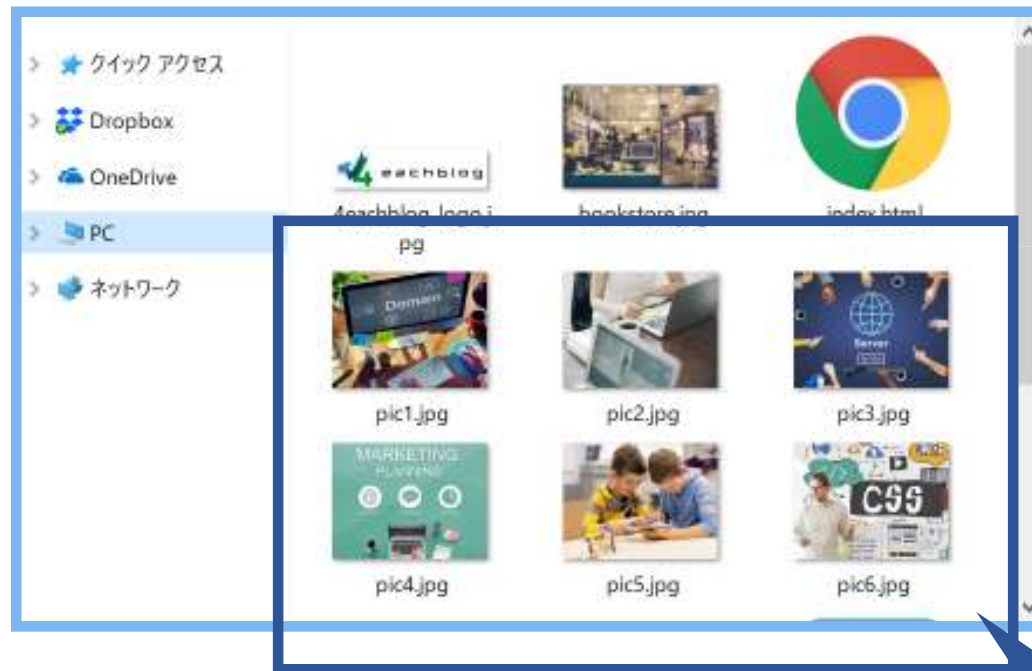 クイック アクセス
Dropbox
OneDrive
PC
ネットワーク
4eachblog
4eachblog_logo.j
pg
bookstore.jpg
index.html
Domain
Server
pic1.jpg
pic2.jpg
pic3.jpg
MARKETING
PLANNING
CSS
pic4.jpg
pic5.jpg
pic6.jpg